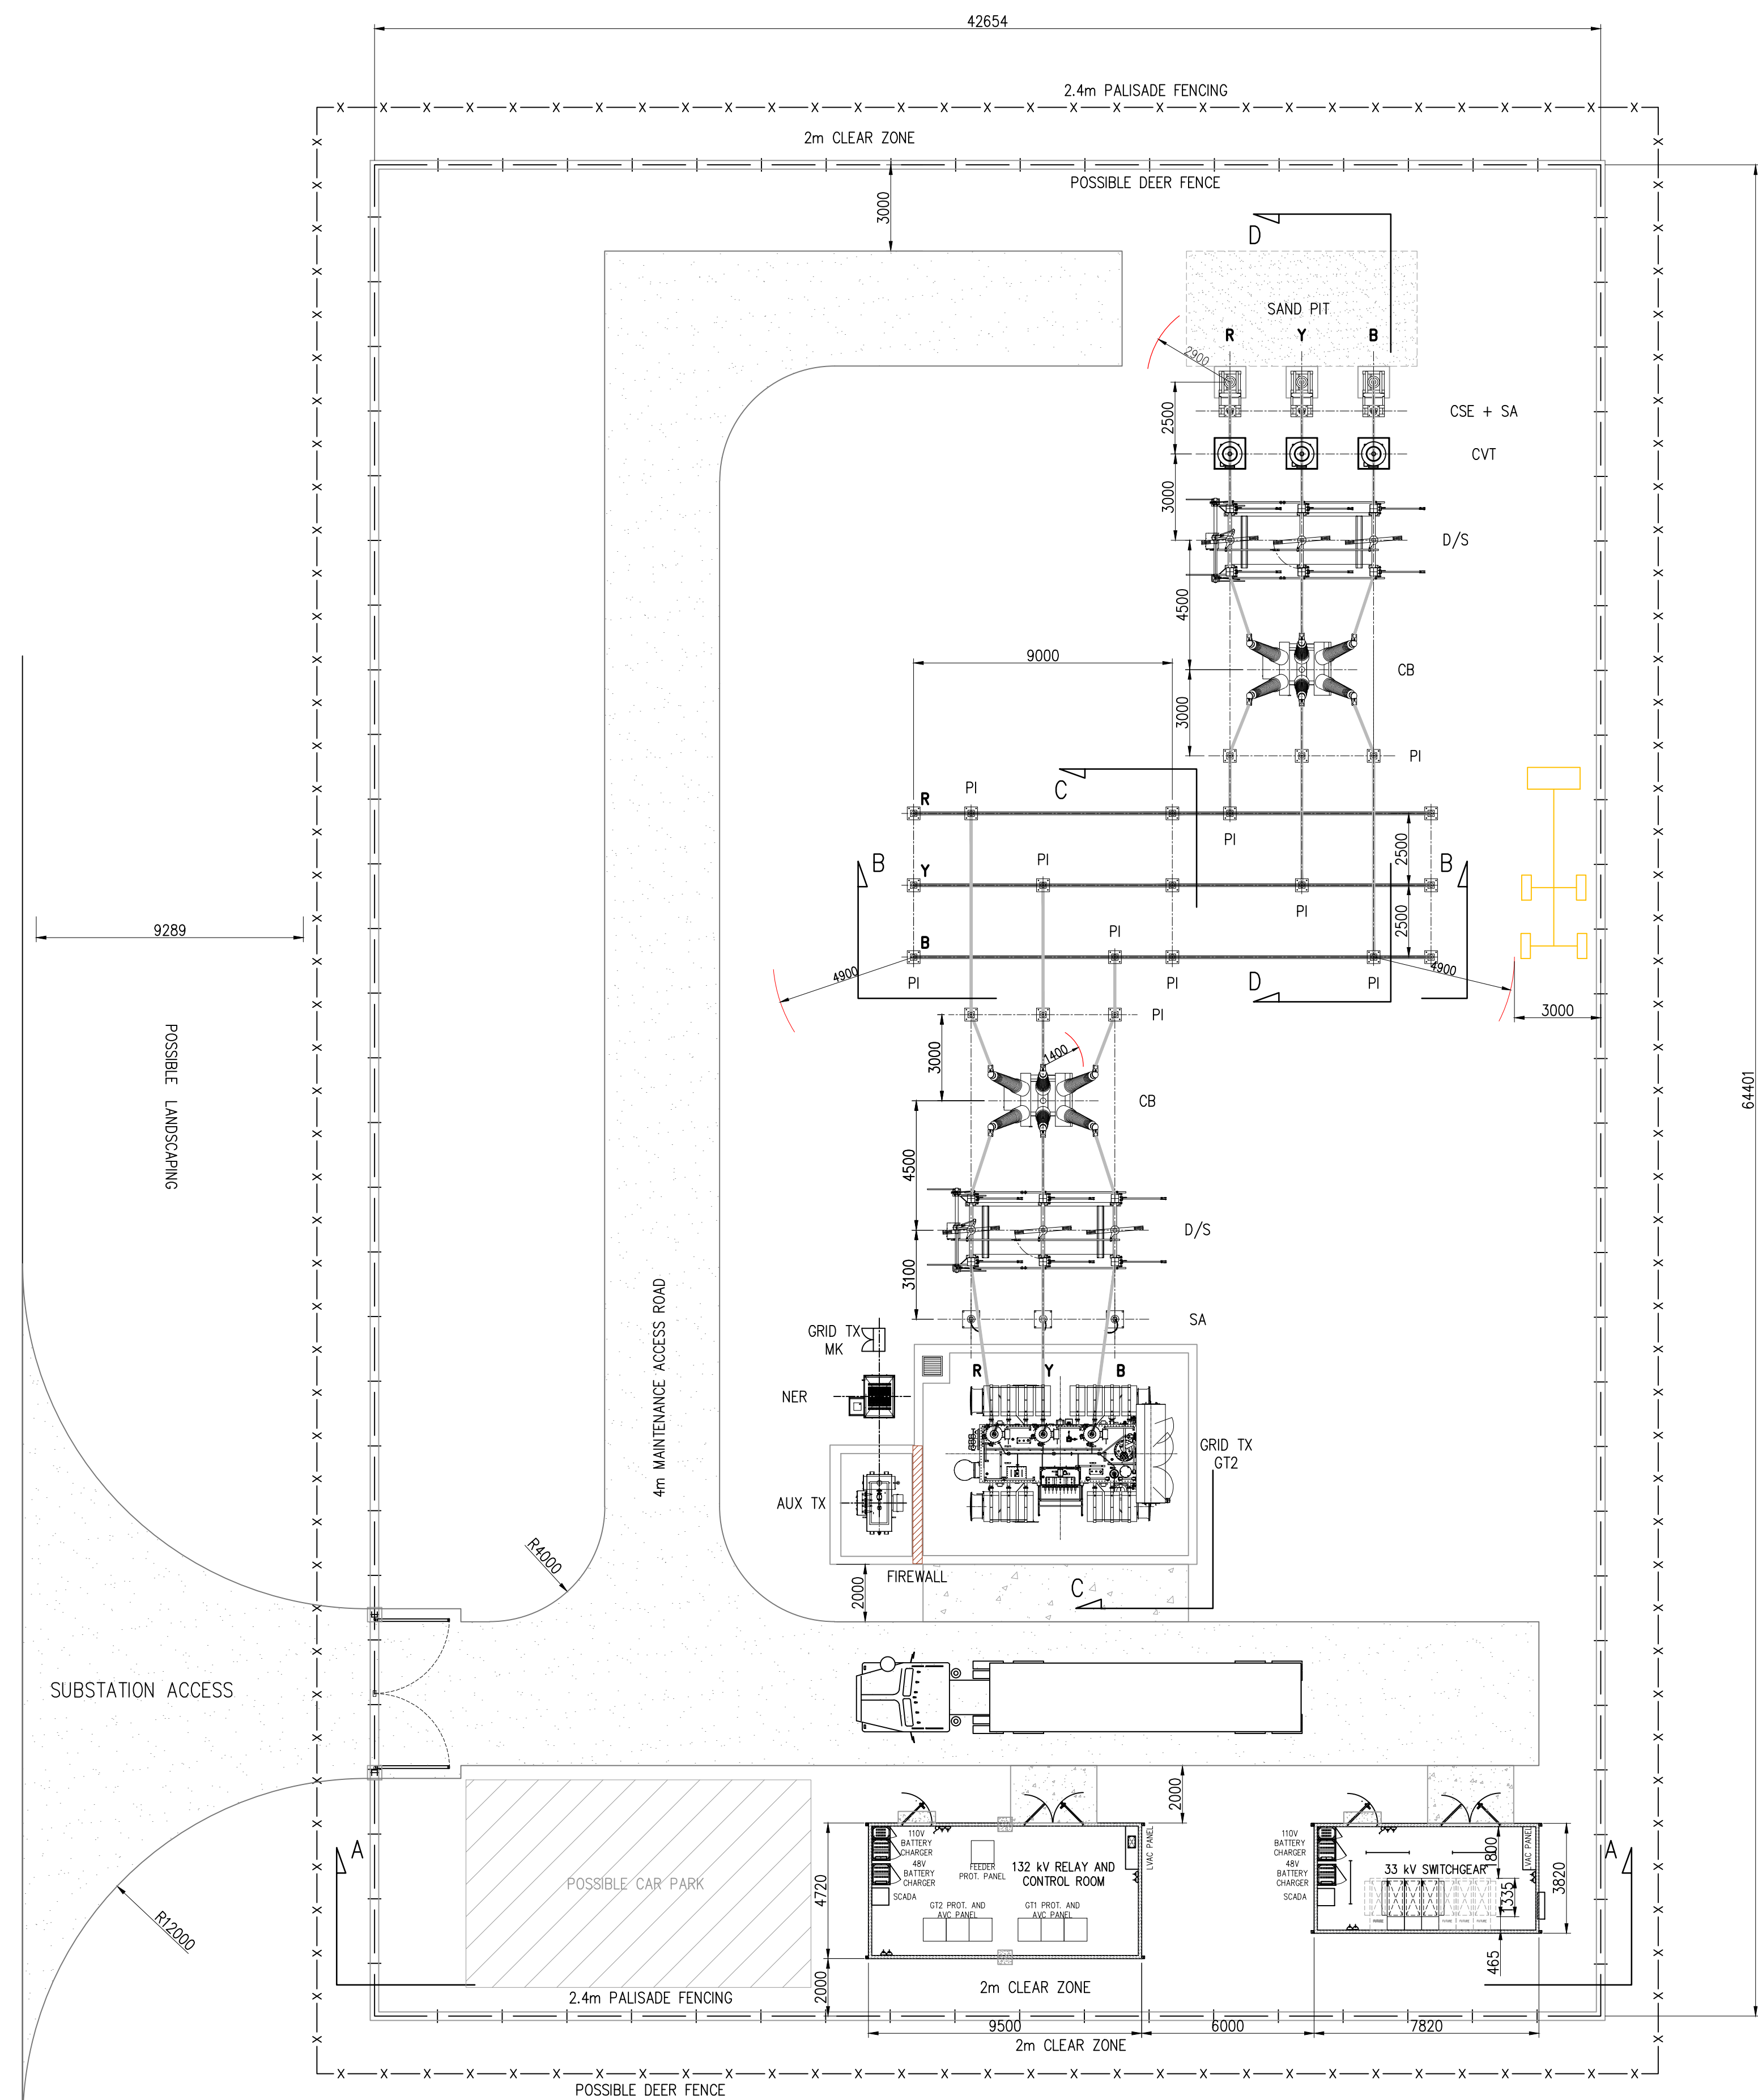 42654
2.4m PALISADE FENCING
2m CLEAR ZONE
POSSIBLE DEER FENCE
3000
D
SAND PIT
R Y B
2900
2500
CSE + SA
CVT
3000
D/S
4500
9000
CB
3000
PI
C
PI
R
PI
2500
B
Y
PI
B
PI
2500
9289
B
PI
4900
PI
PI
D
PI
4900
PI
3000
POSSIBLE LANDSCAPING
3000
1400
CB
64401
4500
D/S
3100
4m MAINTENANCE ACCESS ROAD
SA
GRID TX
MK
R Y B
NER
GRID TX
GT2
AUX TX
R4000
FIREWALL
2000
C
SUBSTATION ACCESS
2000
A
POSSIBLE CAR PARK
R12000
4720
110V
BATTERY
CHARGER
48V
BATTERY
CHARGER
SCADA
FEEDER
PROT. PANEL
132 kV RELAY AND
CONTROL ROOM
LVAC PANEL
GT2 PROT. AND
AVC PANEL
GT1 PROT. AND
AVC PANEL
110V
BATTERY
CHARGER
48V
BATTERY
CHARGER
SCADA
33 kV SWITCHGEAR
1800
LVAC PANEL
1335
3820
A
FUTURE
FUTURE
FUTURE
FUTURE
465
2000
2m CLEAR ZONE
2.4m PALISADE FENCING
9500
6000
7820
2m CLEAR ZONE
POSSIBLE DEER FENCE